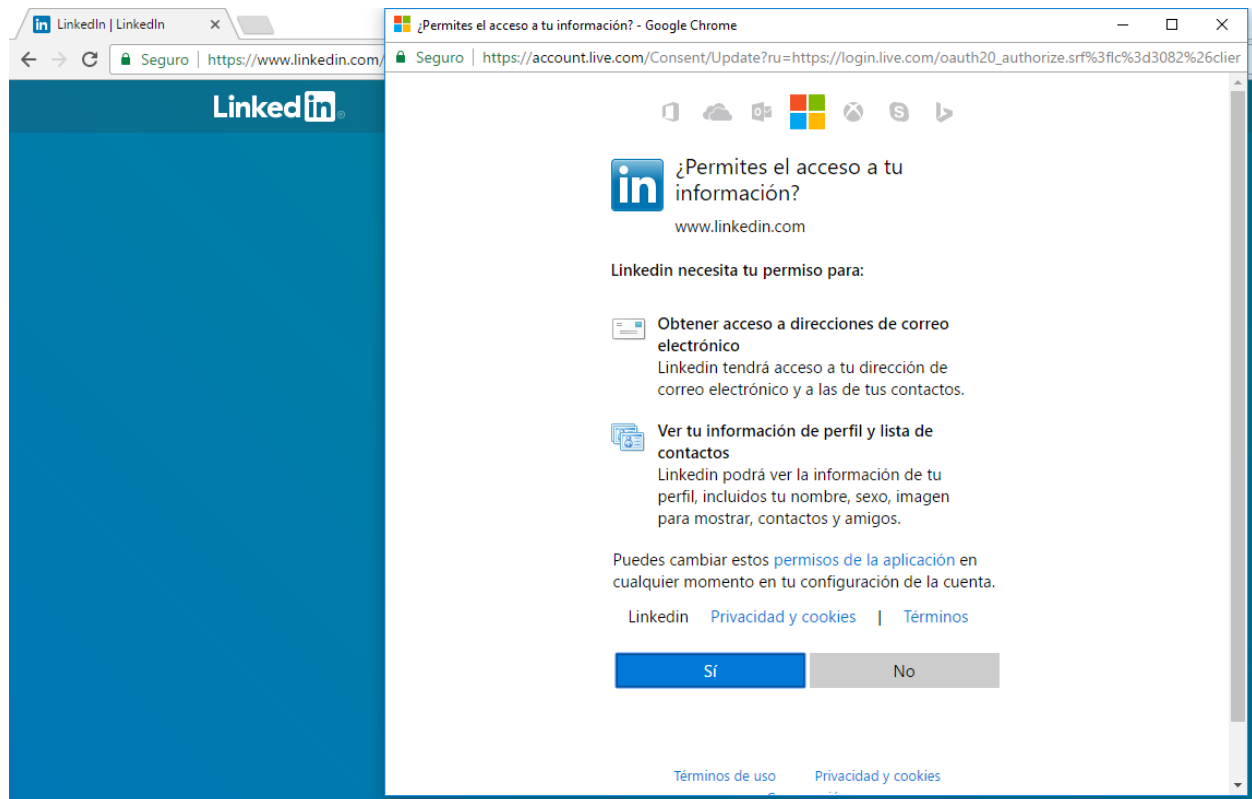 LinkedIn | LinkedIn
Seguro | https://www.linkedin.com/
Linked in ®
¿Permites el acceso a tu información? - Google Chrome
Seguro | https://account.live.com/Consent/Update?ru=https://login.live.com/oauth20_authorize.srf%3flc%3d3082%26clien
¿Permites el acceso a tu
información?
www.linkedin.com
Linkedin necesita tu permiso para:
Obtener acceso a direcciones de correo
electrónico
Linkedin tendrá acceso a tu dirección de
correo electrónico y a las de tus contactos.
Ver tu información de perfil y lista de
contactos
Linkedin podrá ver la información de tu
perfil, incluidos tu nombre, sexo, imagen
para mostrar, contactos y amigos.
Puedes cambiar estos permisos de la aplicación en
cualquier momento en tu configuración de la cuenta.
Linkedin Privacidad y cookies | Términos
Sí No
Términos de uso Privacidad y cookies